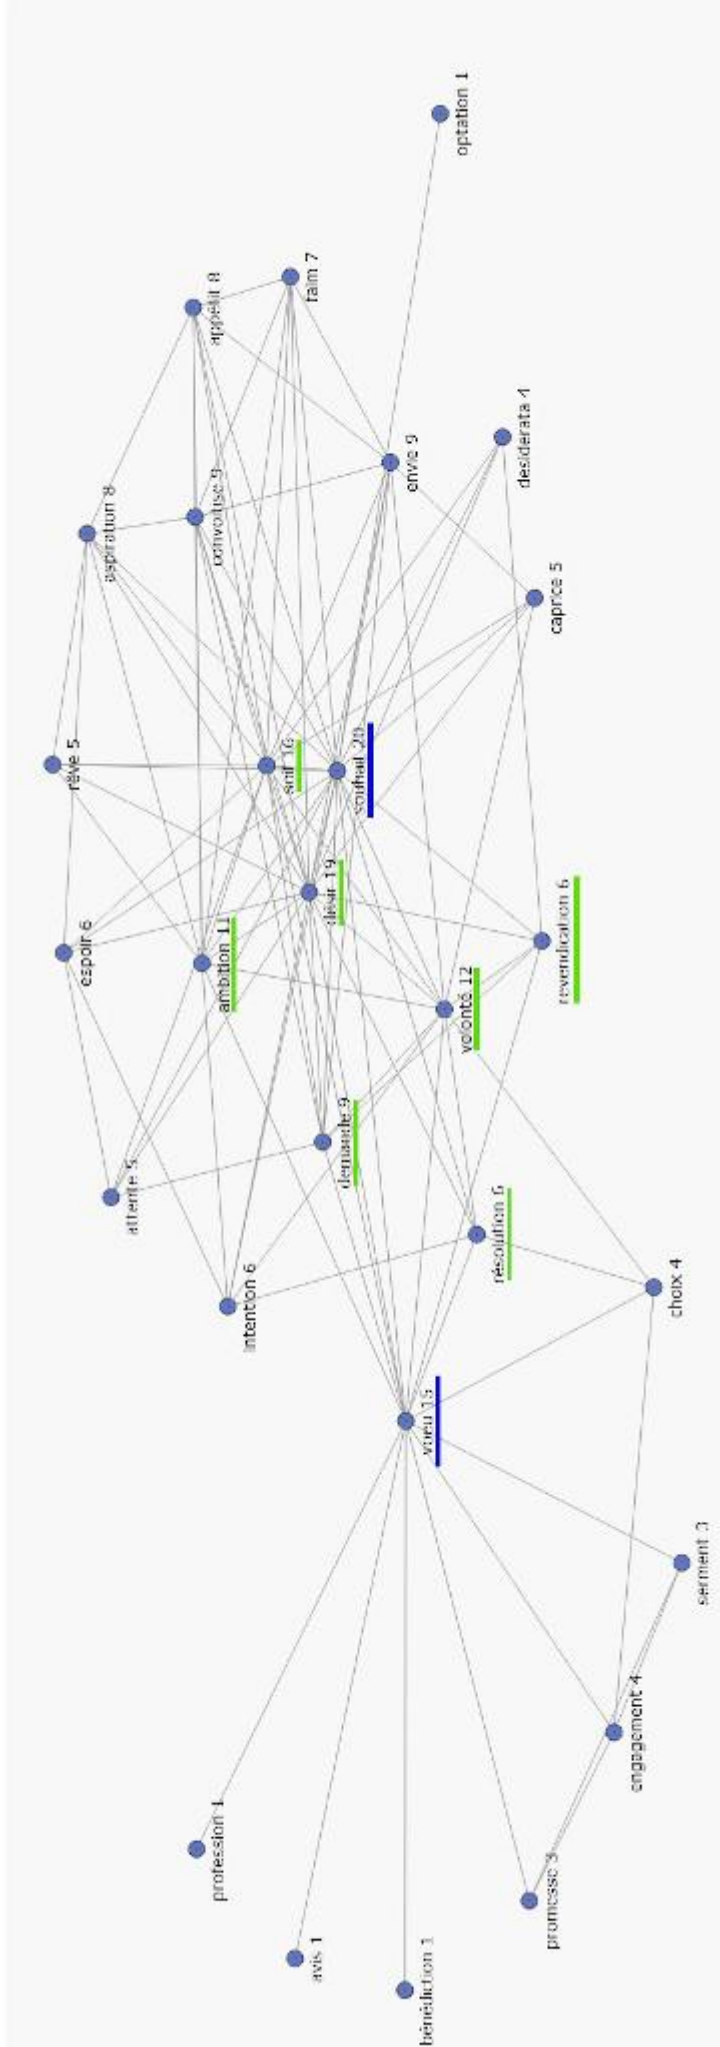 optation 1
faim 7
appétit 8
envie 9
desiderata 4
convoitise 9
aspiration 8
caprice 5
rêve 5
soif 16
souhait 20
désir 19
espoir 6
ambition 11
revendication 6
volonté 12
demande 9
attente 5
résolution 6
intention 6
choix 4
voeu 15
serment 3
engagement 4
profession 1
promesse 3
avis 1
bénédiction 1